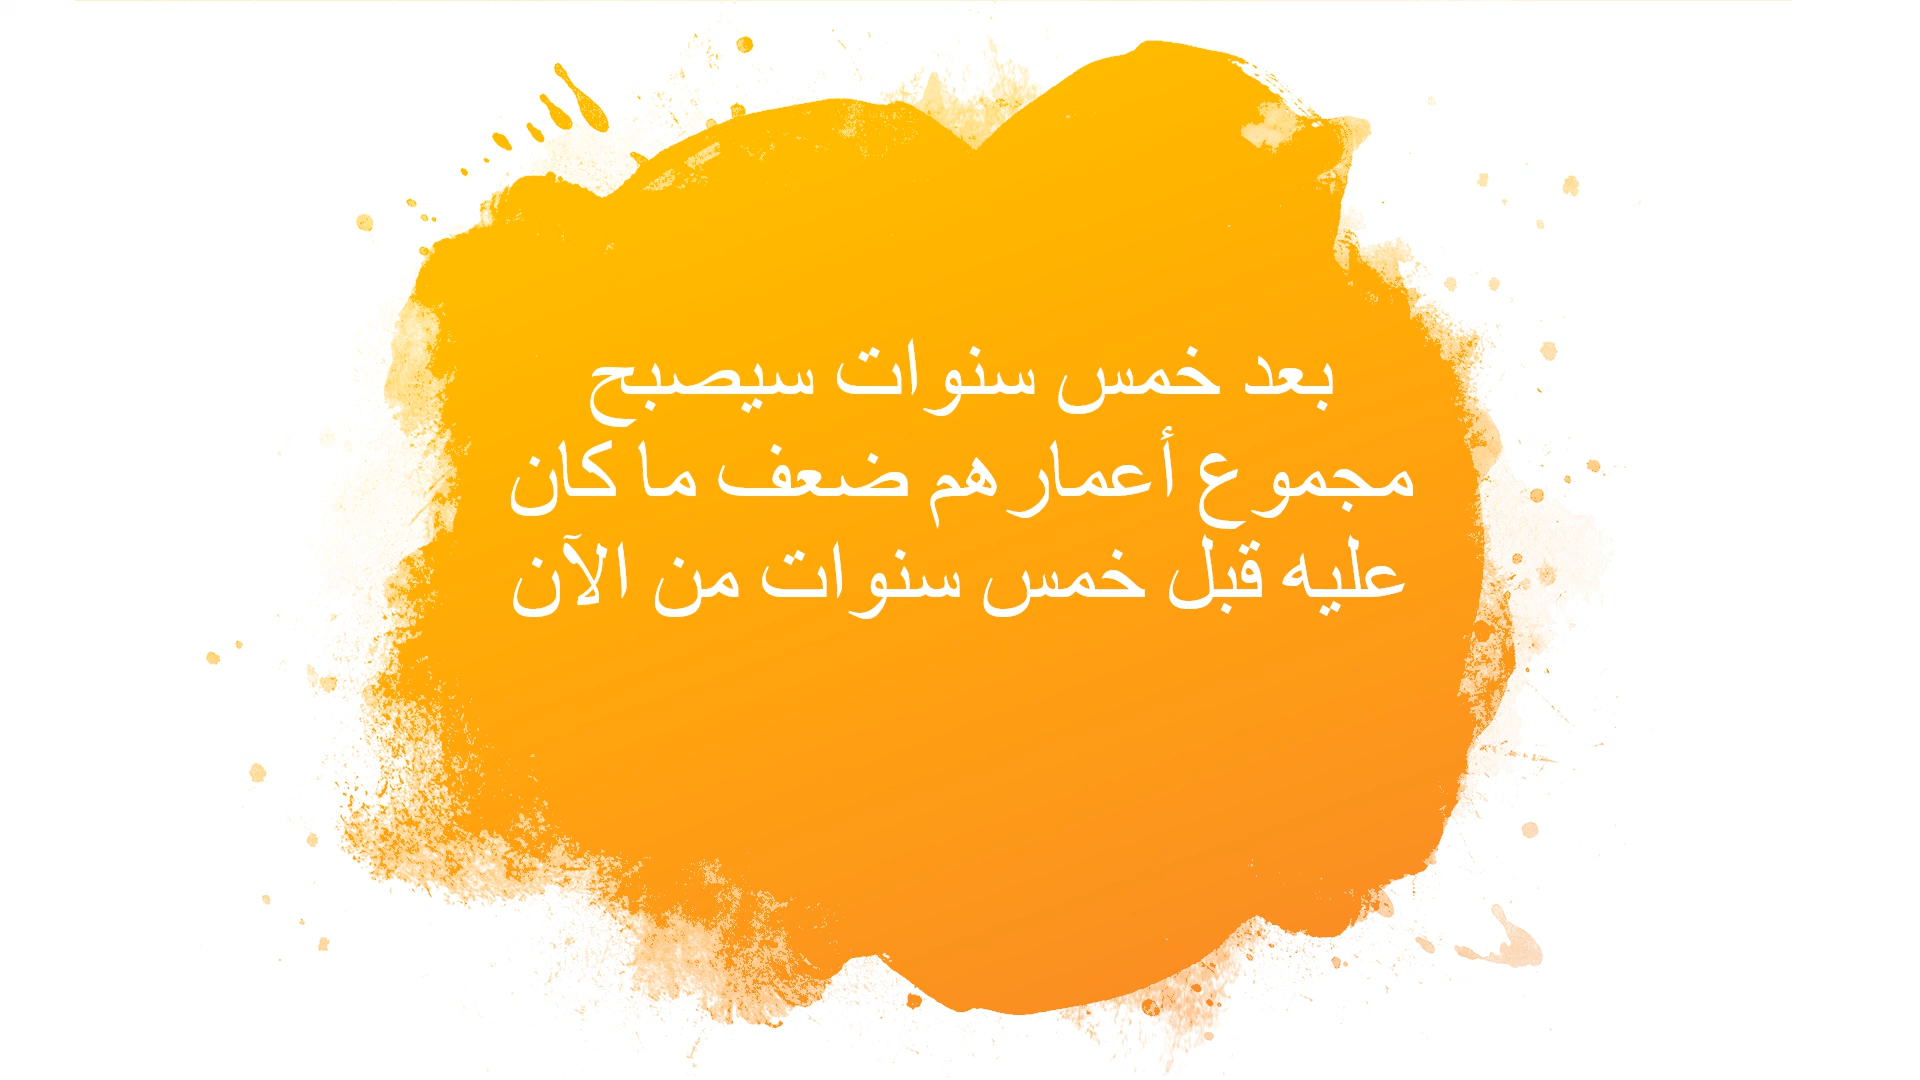 بعد خمس سنوات سيصبح
مجموع أعمارهم ضعف ما كان
عليه قبل خمس سنوات من الآن